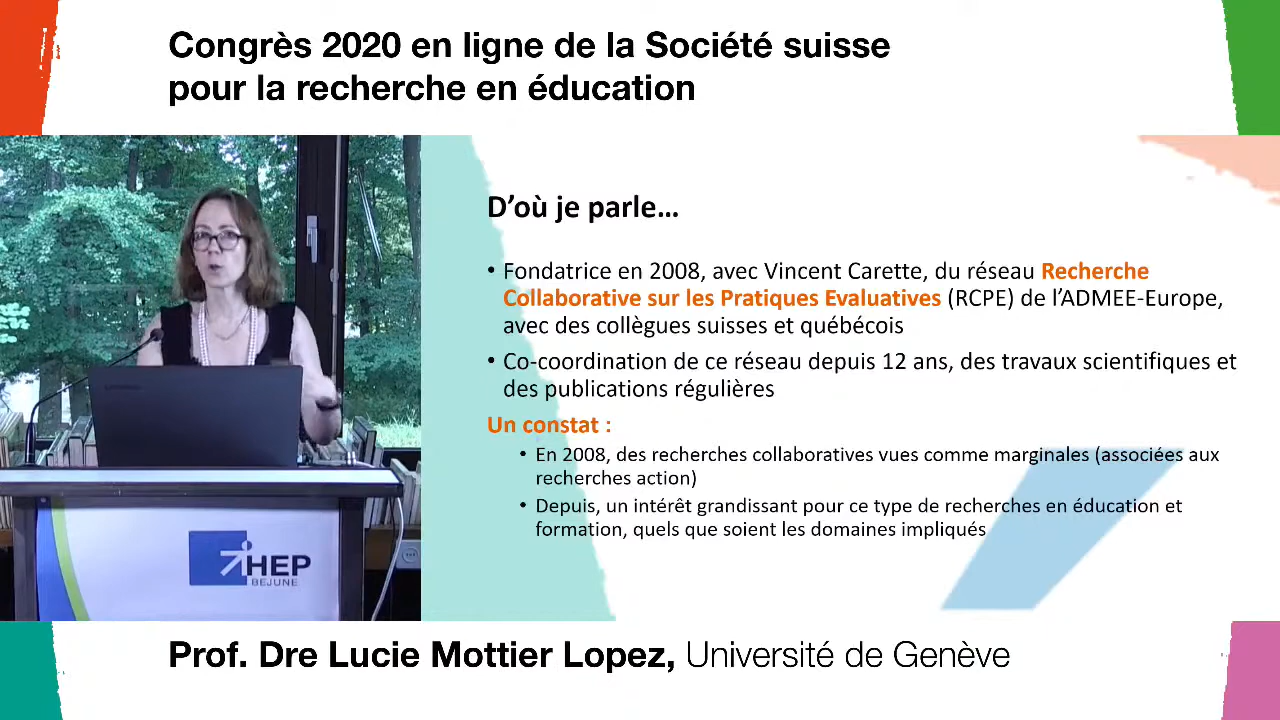 Congrès 2020 en ligne de la Société suisse
pour la recherche en éducation
D’où je parle…
• Fondatrice en 2008, avec Vincent Carette, du réseau Recherche
Collaborative sur les Pratiques Evaluatives (RCPE) de l’ADMEE-Europe,
avec des collègues suisses et québécois
• Co-coordination de ce réseau depuis 12 ans, des travaux scientifiques et
des publications régulières
Un constat :
• En 2008, des recherches collaboratives vues comme marginales (associées aux
recherches action)
• Depuis, un intérêt grandissant pour ce type de recherches en éducation et
formation, quels que soient les domaines impliqués
HEP
BEJUNE
Prof. Dre Lucie Mottier Lopez, Université de Genève